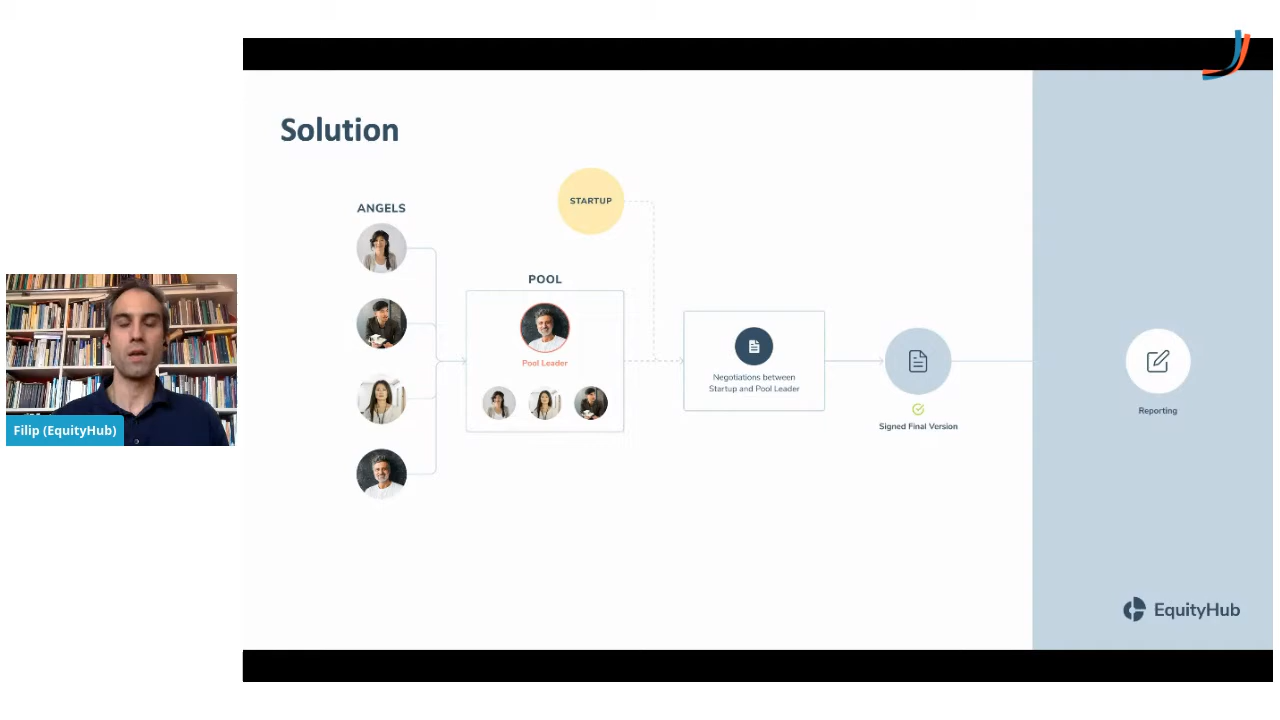 Solution
ANGELS
STARTUP
POOL
Pool Leader
Negotiations between
Startup and Pool Leader
Signed Final Version
Reporting
EquityHub
Filip (EquityHub)